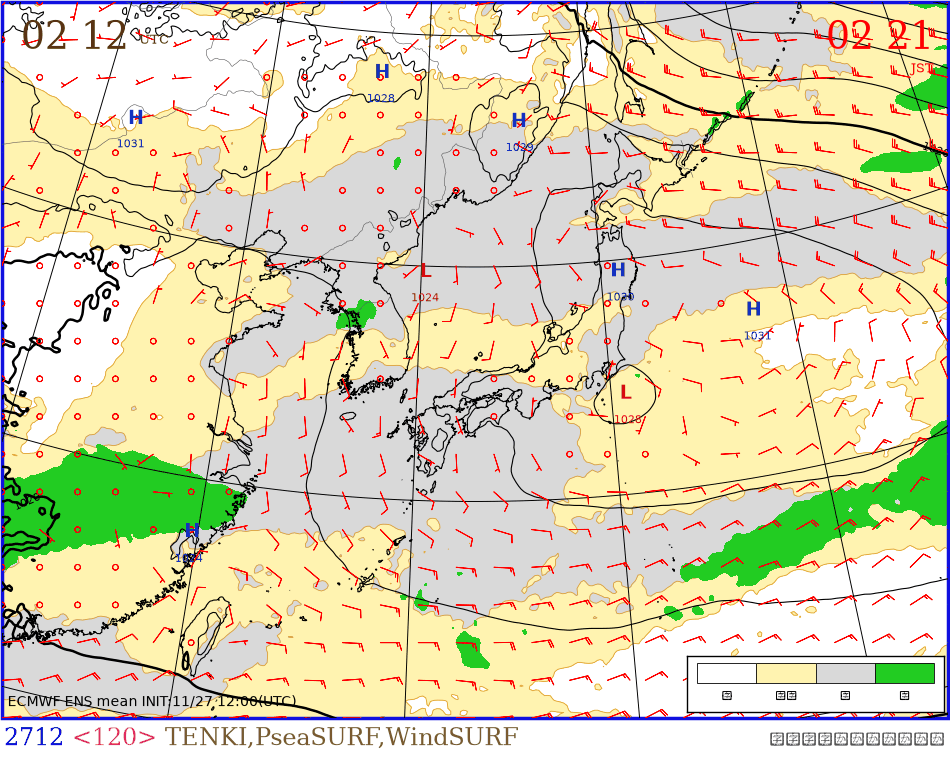 02 12 UTC
02 21
JST
H
1028
H
1031
H
1029
L
1024
H
1030
H
1031
L
1028
H
ECMWF ENS mean INIT:11/27,12:00(UTC)
2712 <120> TENKI,PseaSURF,WindSURF